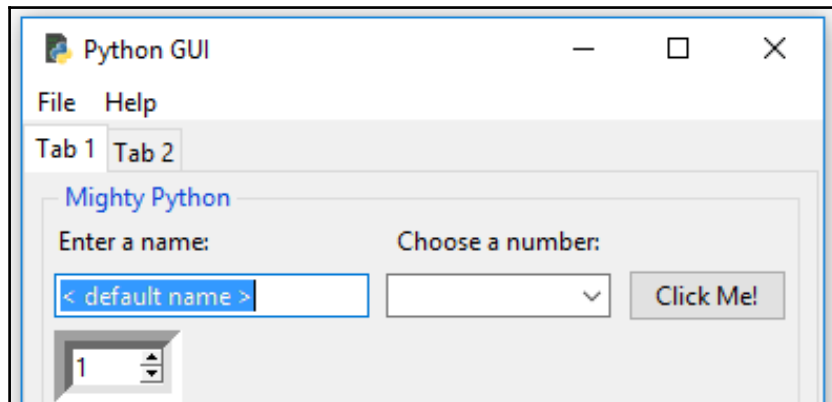 Python GUI
File Help
Tab 1 Tab 2
Mighty Python
Enter a name: Choose a number:
< default name > Click Me!
1